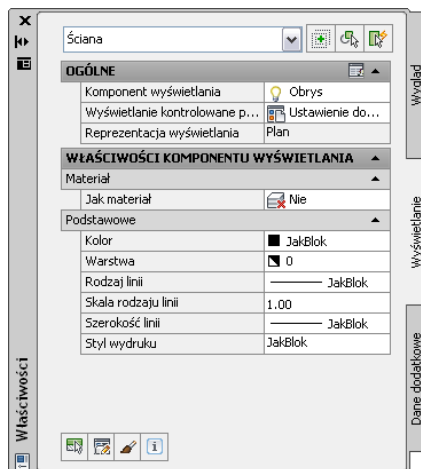 Ściana
OGÓLNE
Komponent wyświetlania Obrys
Wyświetlanie kontrolowane p... Ustawienie do...
Reprezentacja wyświetlania Plan
WŁAŚCIWOŚCI KOMPONENTU WYŚWIETLANIA
Materiał
Jak materiał Nie
Podstawowe
Kolor JakBlok
Warstwa 0
Rodzaj linii JakBlok
Skala rodzaju linii 1.00
Szerokość linii JakBlok
Styl wydruku JakBlok
Właściwości
Wygląd
Wyświetlanie
Dane dodatkowe